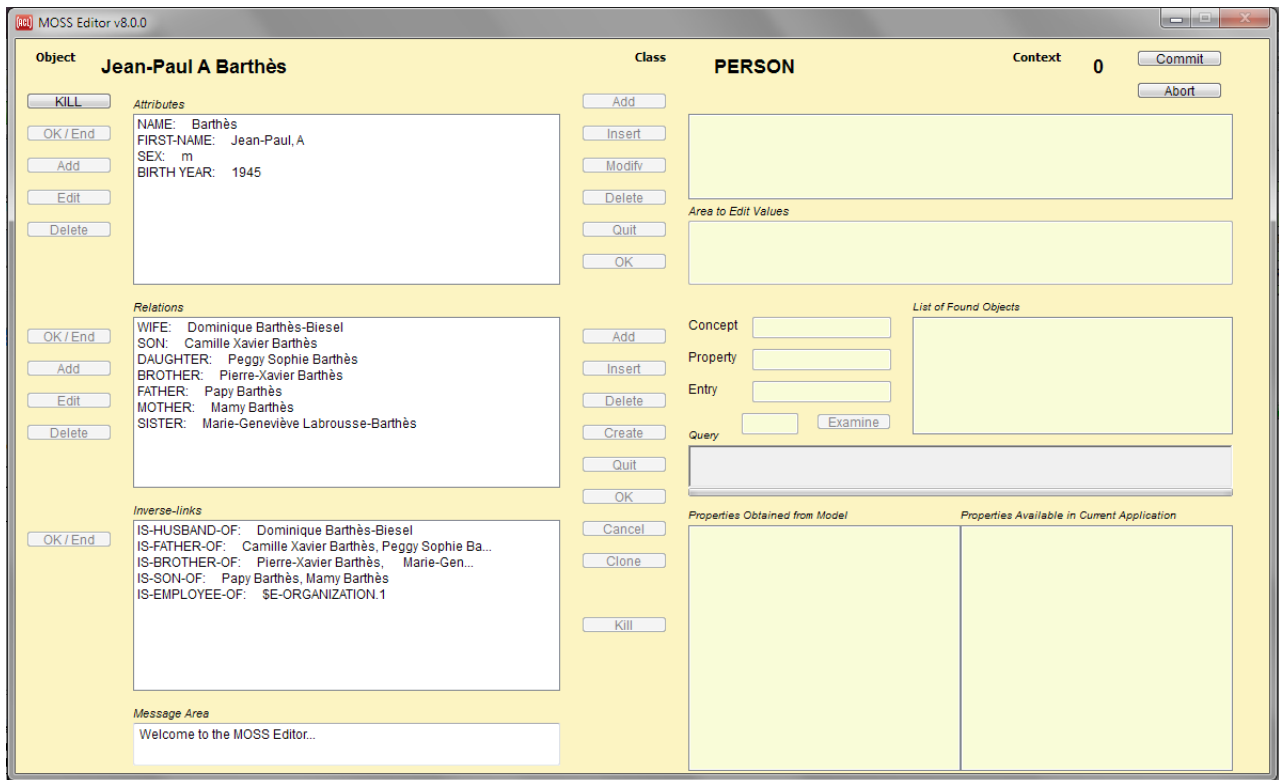 MOSS Editor v8.0.0
Object Jean-Paul A Barthès Class PERSON Context 0 Commit
Abort
KILL Attributes Add
NAME: Barthès
OK / End FIRST-NAME: Jean-Paul, A Insert
SEX: m
Add BIRTH YEAR: 1945 Modify
Edit Delete
Area to Edit Values
Delete Quit
OK
Relations List of Found Objects
WIFE: Dominique Barthès-Biesel Concept
OK / End SON: Camille Xavier Barthès Add
DAUGHTER: Peggy Sophie Barthès Property
Add BROTHER: Pierre-Xavier Barthès Insert
FATHER: Papy Barthès Entry
Edit MOTHER: Mamy Barthès Delete
SISTER: Marie-Geneviève Labrousse-Barthès Examine
Delete Create Query
Quit
OK
Inverse-links Properties Obtained from Model Properties Available in Current Application
IS-HUSBAND-OF: Dominique Barthès-Biesel Cancel
OK / End IS-FATHER-OF: Camille Xavier Barthès, Peggy Sophie Ba...
IS-BROTHER-OF: Pierre-Xavier Barthès, Marie-Gen... Clone
IS-SON-OF: Papy Barthès, Mamy Barthès
IS-EMPLOYEE-OF: $E-ORGANIZATION.1
Kill
Message Area
Welcome to the MOSS Editor...